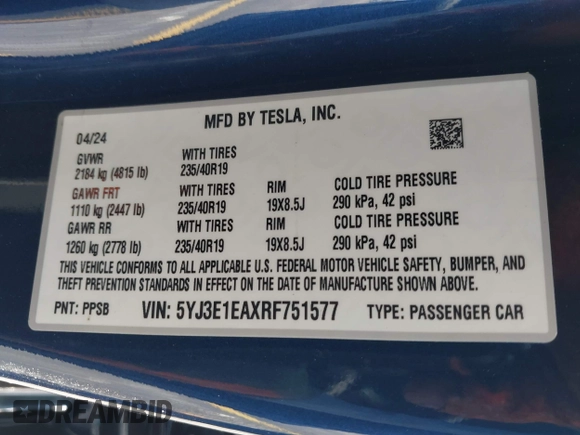 MFD BY TESLA, INC.
04/24
GVWR WITH TIRES
2184 kg (4815 lb) 235/40R19
GAWR FRT WITH TIRES RIM COLD TIRE PRESSURE
1110 kg (2447 lb) 235/40R19 19X8.5J 290 kPa, 42 psi
GAWR RR WITH TIRES RIM COLD TIRE PRESSURE
1260 kg (2778 lb) 235/40R19 19X8.5J 290 kPa, 42 psi
THIS VEHICLE CONFORMS TO ALL APPLICABLE U.S. FEDERAL MOTOR VEHICLE SAFETY, BUMPER, AND
THEFT PREVENTION STANDARDS IN EFFECT ON THE DATE OF MANUFACTURE SHOWN ABOVE.
PNT: PPSB VIN: 5YJ3E1EAXRF751577 TYPE: PASSENGER CAR
DREAMBID